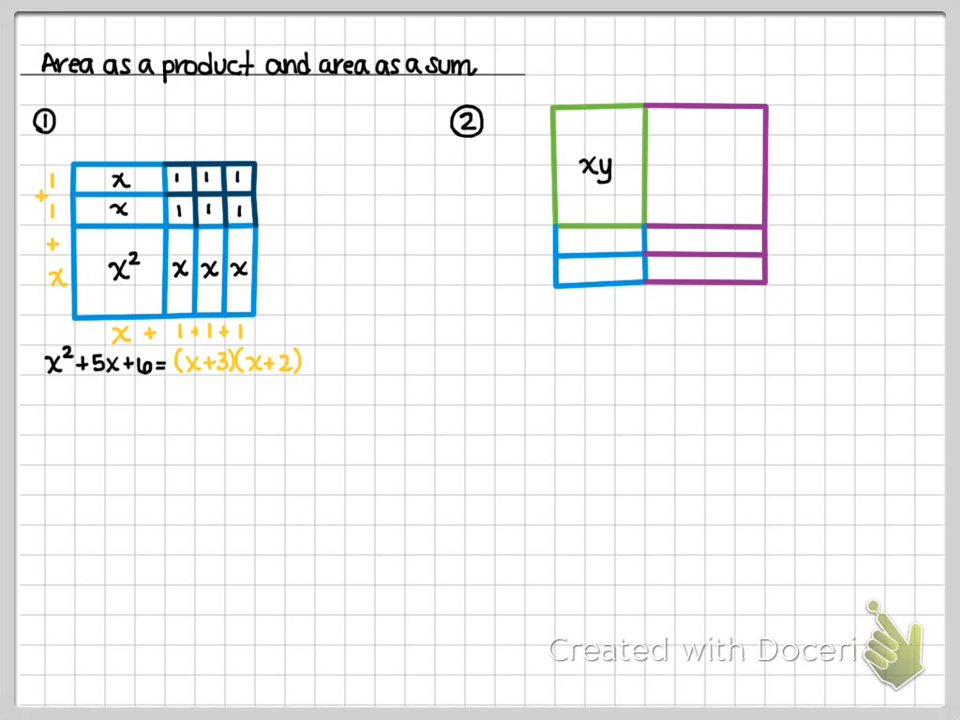 Area as a product and area as a sum
①
1 x 1 1 1
+
1 x 1 1 1
+
x x² x x x
x + 1 + 1 + 1
x² + 5x + 6 = (x+3)(x+2)
②
xy
Created with Doceri